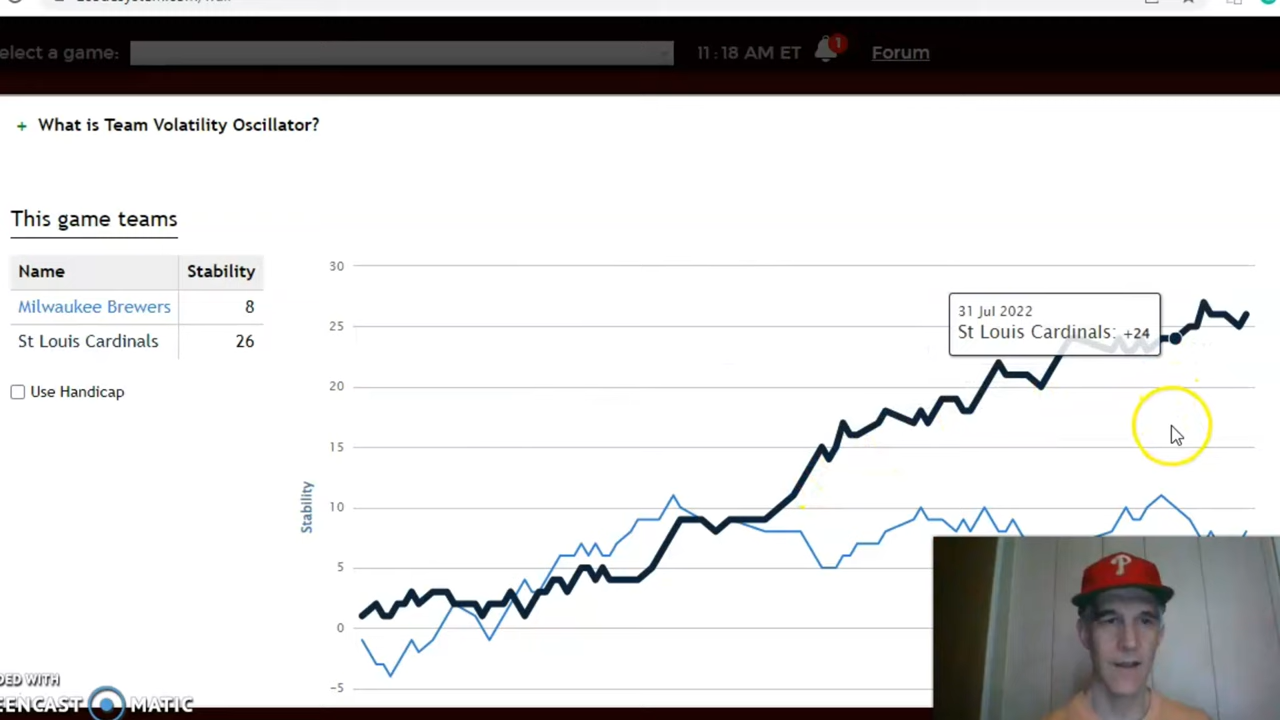 elect a game:
11:18 AM ET
1
Forum
+ What is Team Volatility Oscillator?
This game teams
Name Stability
Milwaukee Brewers 8
St Louis Cardinals 26
Use Handicap
30
25
20
15
10
5
0
-5
Stability
31 Jul 2022
St Louis Cardinals: +24
P
DED WITH
EENCAST MATIC